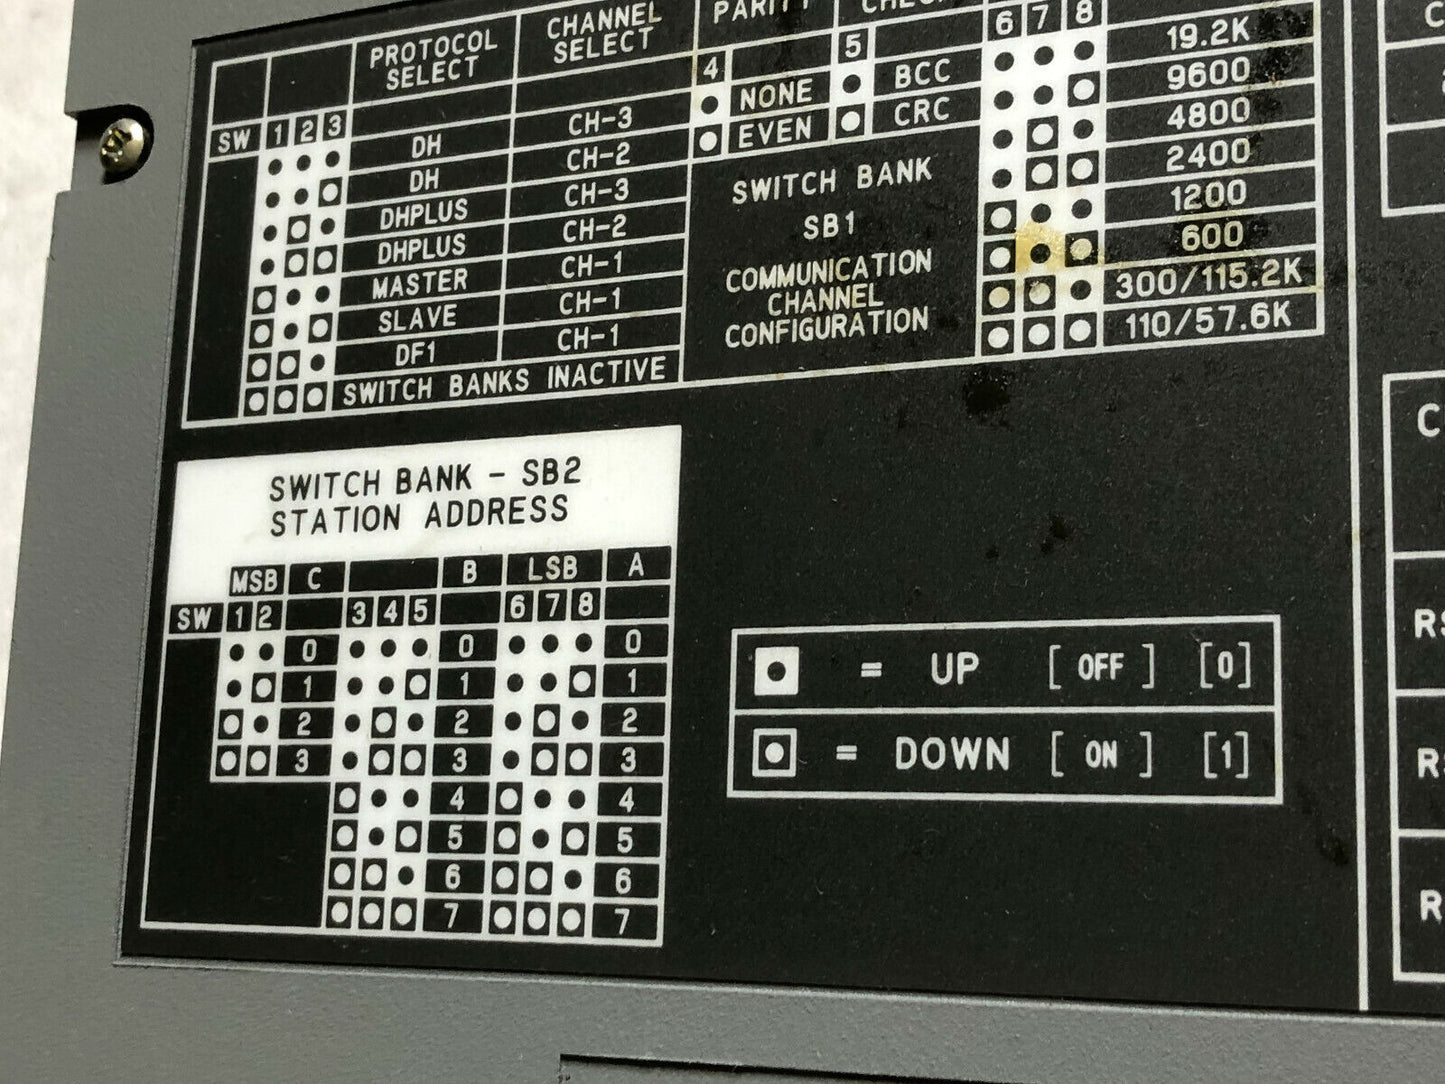 PROTOCOL
SELECT
CHANNEL
SELECT
PARITY
6 7 8
SW 1 2 3
4
5
DH CH-3
DH CH-2
DHPLUS CH-3
DHPLUS CH-2
MASTER CH-1
SLAVE CH-1
DF1 CH-1
SWITCH BANKS INACTIVE
NONE BCC
EVEN CRC
SWITCH BANK
SB1
COMMUNICATION
CHANNEL
CONFIGURATION
19.2K
9600
4800
2400
1200
600
300/115.2K
110/57.6K
SWITCH BANK - SB2
STATION ADDRESS
MSB C B LSB A
SW 1 2 3 4 5 6 7 8
0 0 0
1 1 1
2 2 2
3 3 3
4 4
5 5
6 6
7 7
= UP [ OFF ] [0]
= DOWN [ ON ] [1]